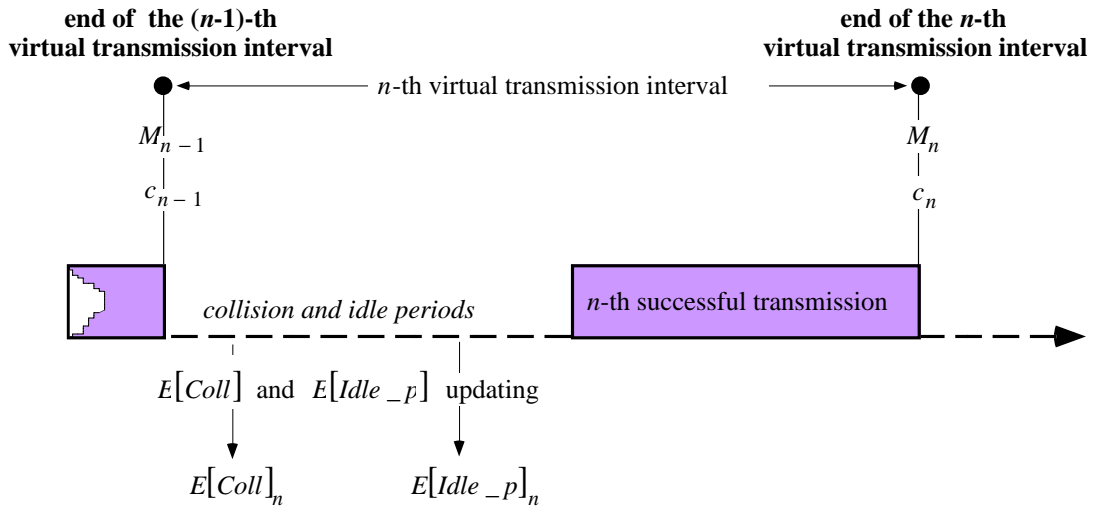 end of the (n-1)-th
virtual transmission interval
end of the n-th
virtual transmission interval
n-th virtual transmission interval
M_{n-1}
M_n
c_{n-1}
c_n
collision and idle periods
n-th successful transmission
E[Coll] and E[Idle_p] updating
E[Coll]_n
E[Idle_p]_n